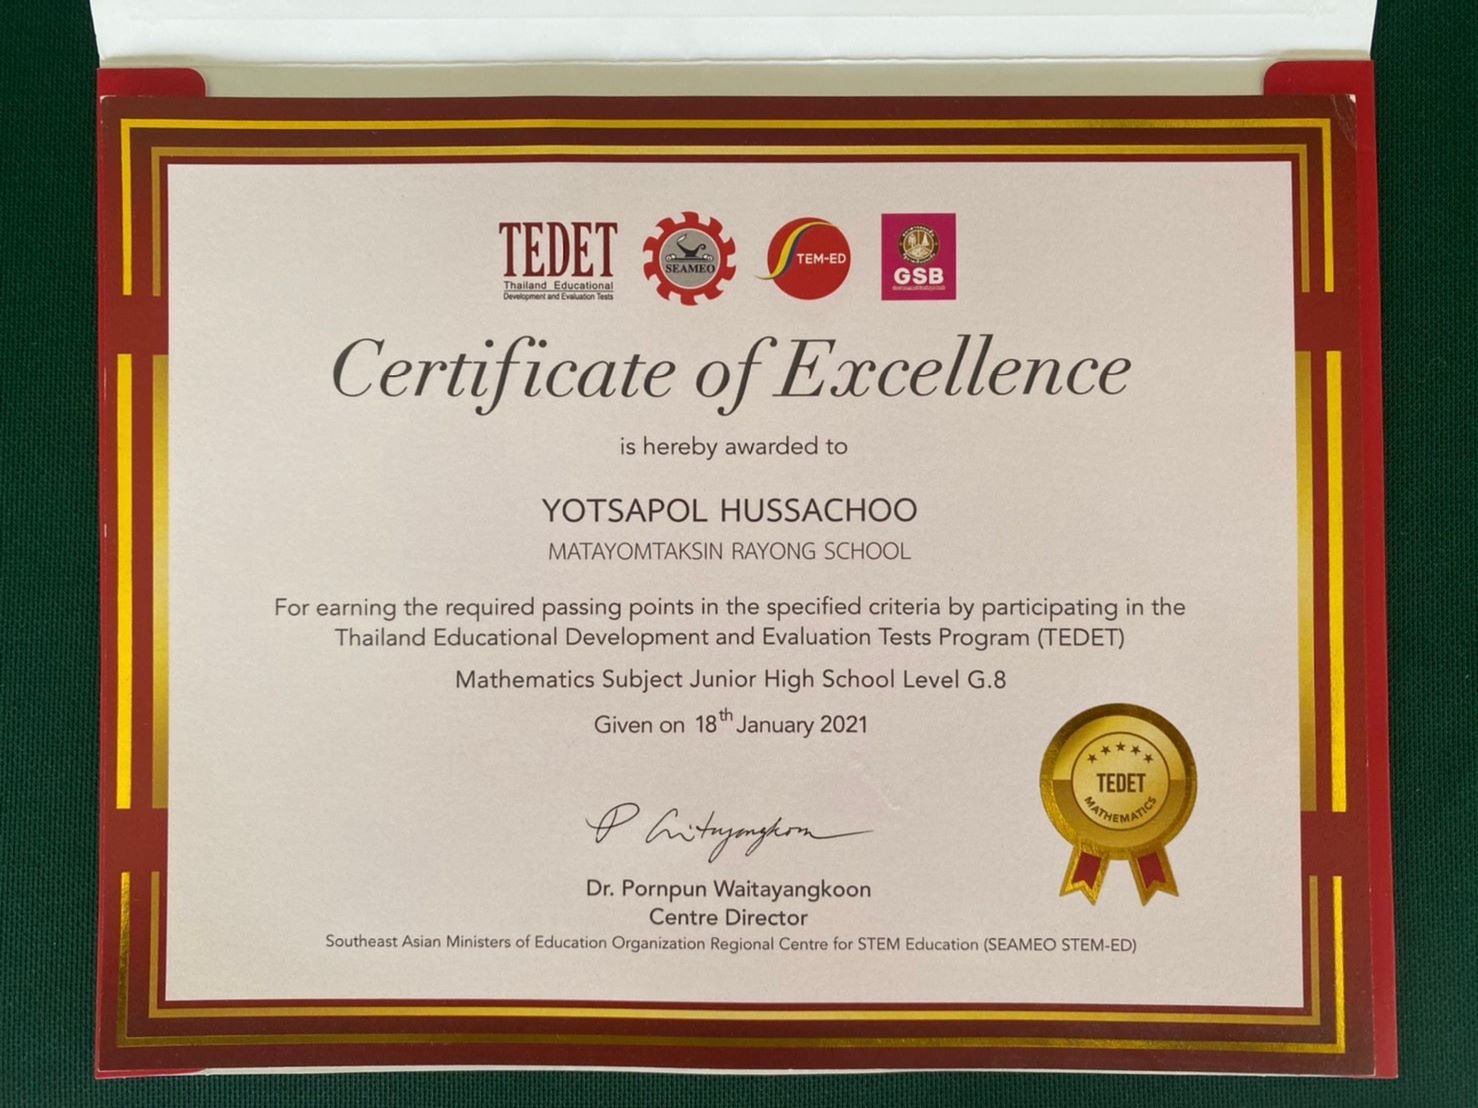 TEDET
Thailand Educational
Development and Evaluation Tests
SEAMEO
TEM-ED
GSB
Certificate of Excellence
is hereby awarded to
YOTSAPOL HUSSACHOO
MATAYOMTAKSIN RAYONG SCHOOL
For earning the required passing points in the specified criteria by participating in the
Thailand Educational Development and Evaluation Tests Program (TEDET)
Mathematics Subject Junior High School Level G.8
Given on 18th January 2021
TEDET
MATHEMATICS
P Waitayangkoon
Dr. Pornpun Waitayangkoon
Centre Director
Southeast Asian Ministers of Education Organization Regional Centre for STEM Education (SEAMEO STEM-ED)